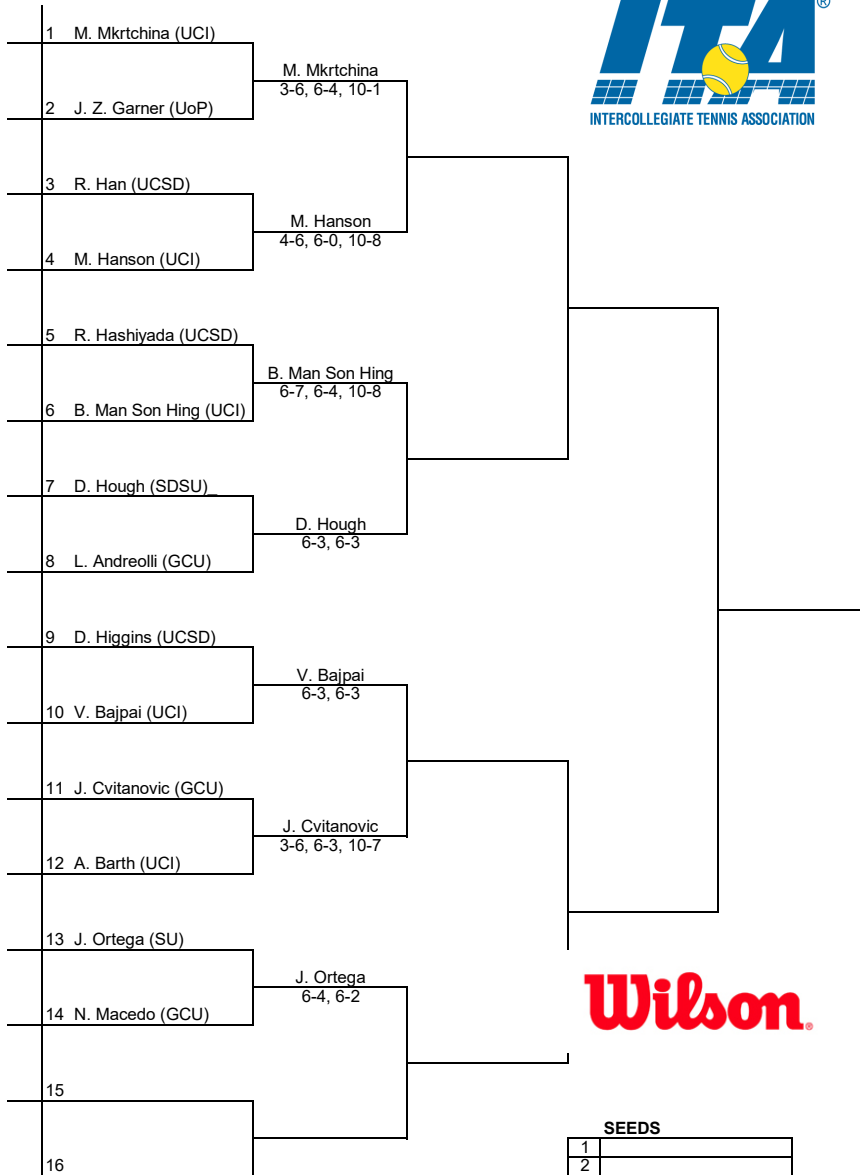 ITA®
INTERCOLLEGIATE TENNIS ASSOCIATION
1 M. Mkrtchina (UCI)
M. Mkrtchina
3-6, 6-4, 10-1
2 J. Z. Garner (UoP)
3 R. Han (UCSD)
M. Hanson
4-6, 6-0, 10-8
4 M. Hanson (UCI)
5 R. Hashiyada (UCSD)
B. Man Son Hing
6-7, 6-4, 10-8
6 B. Man Son Hing (UCI)
7 D. Hough (SDSU)_
D. Hough
6-3, 6-3
8 L. Andreolli (GCU)
9 D. Higgins (UCSD)
V. Bajpai
6-3, 6-3
10 V. Bajpai (UCI)
11 J. Cvitanovic (GCU)
J. Cvitanovic
3-6, 6-3, 10-7
12 A. Barth (UCI)
13 J. Ortega (SU)
J. Ortega
6-4, 6-2
14 N. Macedo (GCU)
Wilson®
15
16
SEEDS
1
2